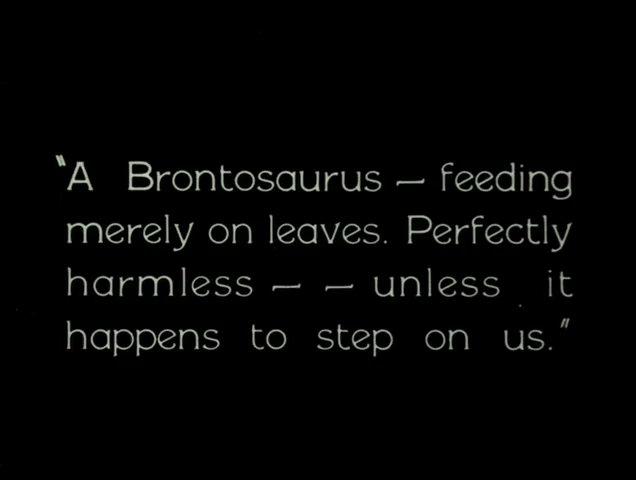 "A Brontosaurus — feeding
merely on leaves. Perfectly
harmless — — unless it
happens to step on us."